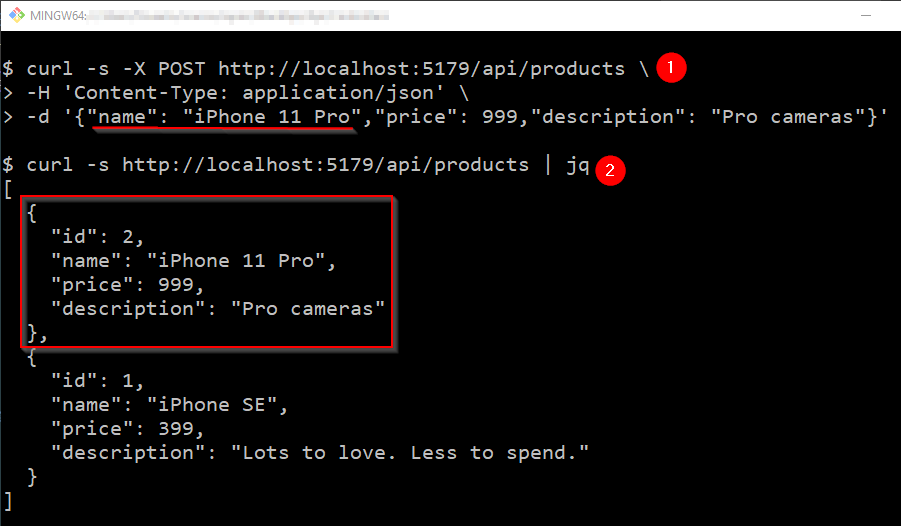 MINGW64:
$ curl -s -X POST http://localhost:5179/api/products \ 1
> -H 'Content-Type: application/json' \
> -d '{"name": "iPhone 11 Pro","price": 999,"description": "Pro cameras"}'
$ curl -s http://localhost:5179/api/products | jq 2
[
  {
    "id": 2,
    "name": "iPhone 11 Pro",
    "price": 999,
    "description": "Pro cameras"
  },
  {
    "id": 1,
    "name": "iPhone SE",
    "price": 399,
    "description": "Lots to love. Less to spend."
  }
]